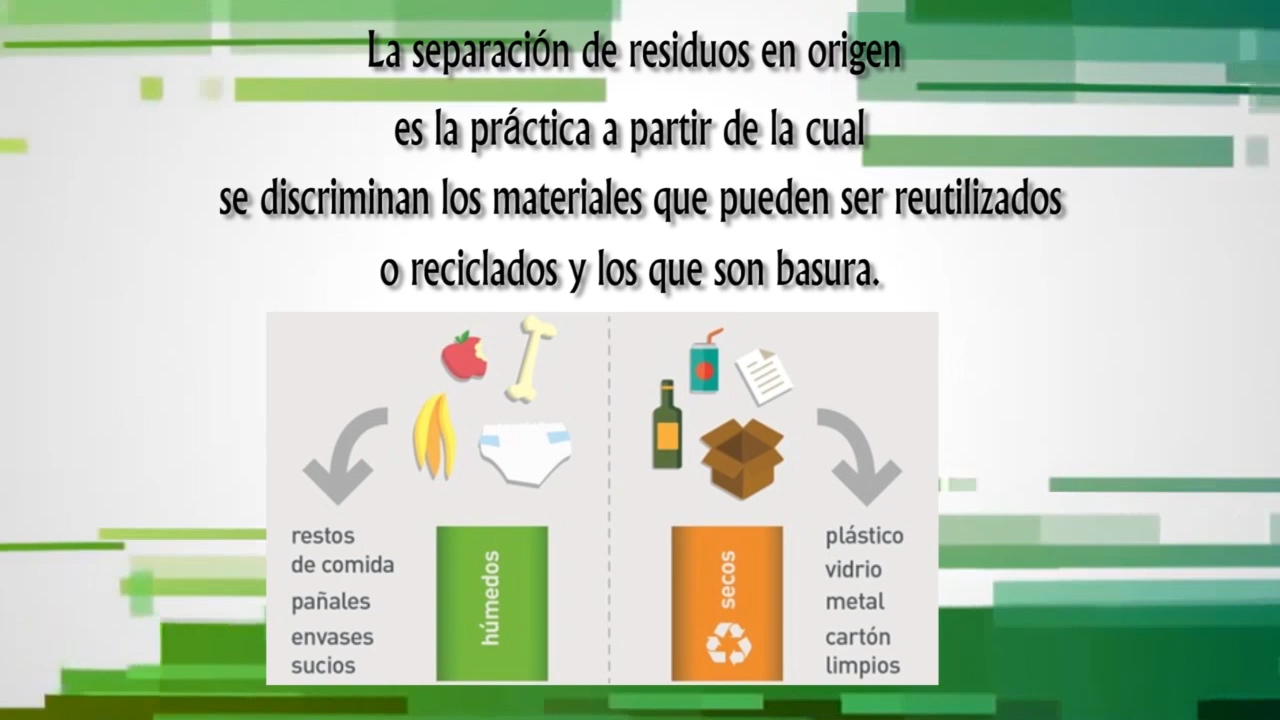 La separación de residuos en origen
es la práctica a partir de la cual
se discriminan los materiales que pueden ser reutilizados
o reciclados y los que son basura.
restos
de comida
pañales
envases
sucios
húmedos
secos
plástico
vidrio
metal
cartón
limpios